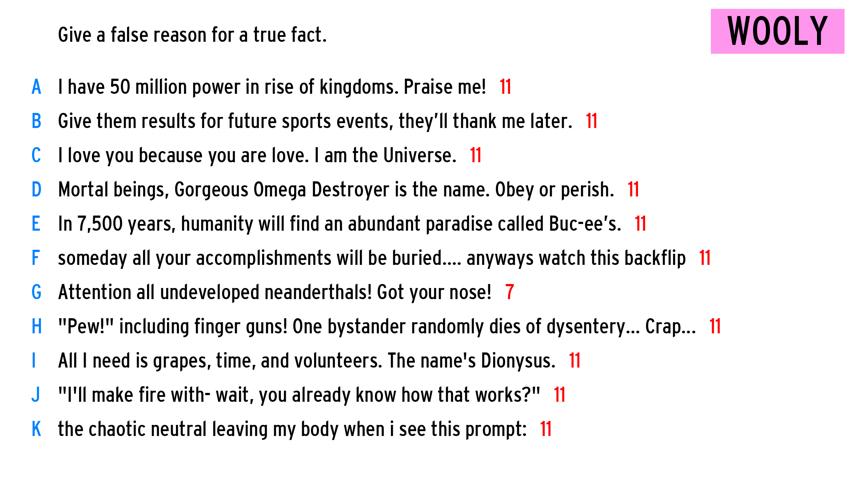 Give a false reason for a true fact.
WOOLY
A I have 50 million power in rise of kingdoms. Praise me! 11
B Give them results for future sports events, they'll thank me later. 11
C I love you because you are love. I am the Universe. 11
D Mortal beings, Gorgeous Omega Destroyer is the name. Obey or perish. 11
E In 7,500 years, humanity will find an abundant paradise called Buc-ee's. 11
F someday all your accomplishments will be buried.... anyways watch this backflip 11
G Attention all undeveloped neanderthals! Got your nose! 7
H "Pew!" including finger guns! One bystander randomly dies of dysentery... Crap... 11
I All I need is grapes, time, and volunteers. The name's Dionysus. 11
J "I'll make fire with- wait, you already know how that works?" 11
K the chaotic neutral leaving my body when i see this prompt: 11